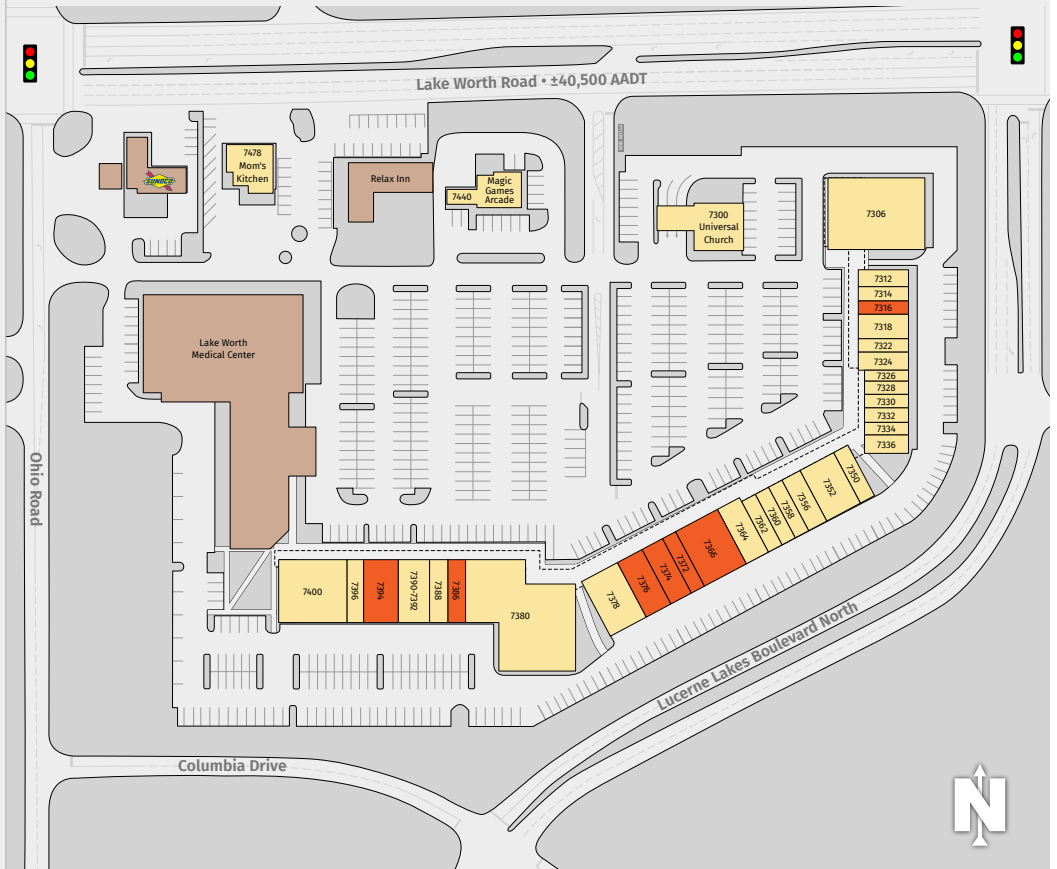 Lake Worth Road • ±40,500 AADT
7478
Mom's
Kitchen
SUNOCO
Relax Inn
7440
Magic
Games
Arcade
7300
Universal
Church
7306
7312
7314
7316
7318
7322
7324
7326
7328
7330
7332
7334
7336
7350
7352
7356
7358
7360
7362
7364
7366
7372
7374
7376
7378
Lake Worth
Medical Center
Ohio Road
7400
7396
7394
7390-7392
7388
7386
7380
Lucerne Lakes Boulevard North
Columbia Drive
N